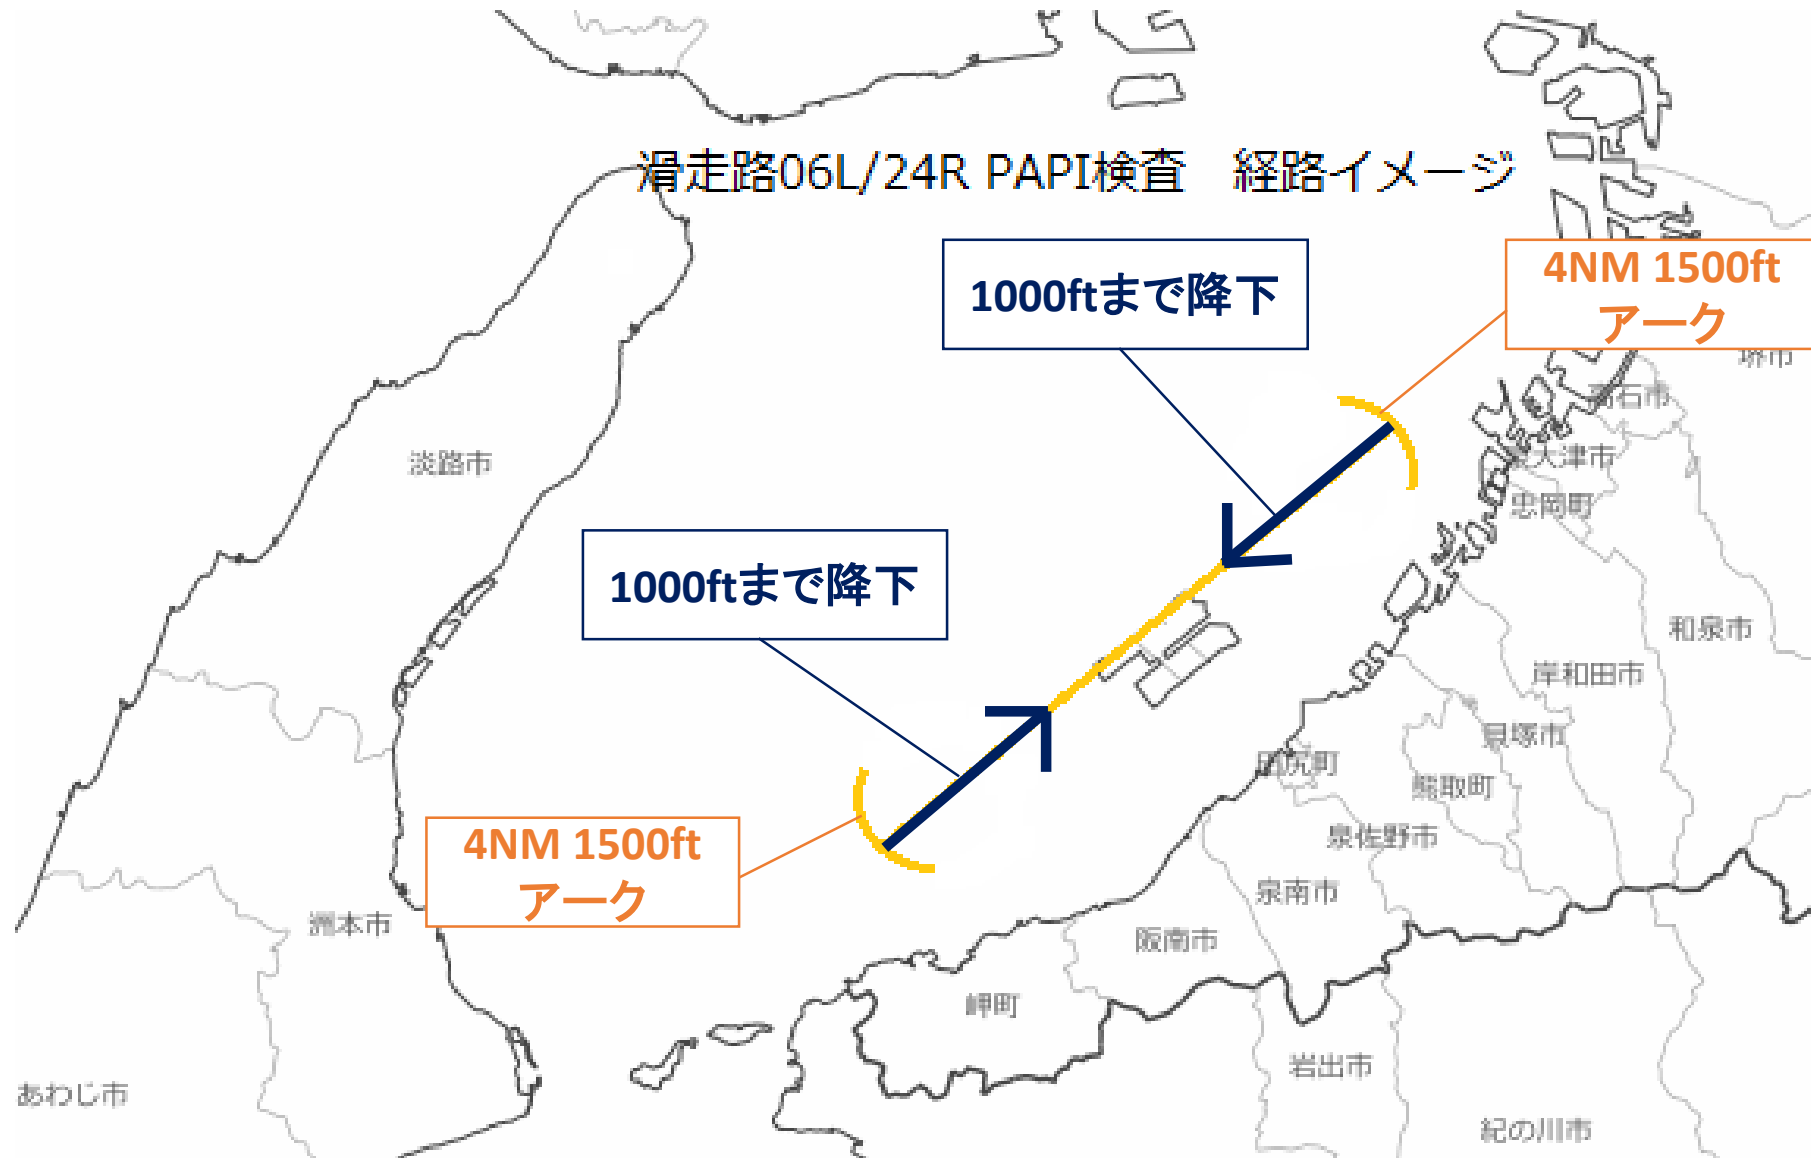 滑走路06L/24R PAPI検査　経路イメージ
1000ftまで降下
4NM 1500ft
アーク
堺市
高石市
淡路市
大津市
忠岡町
1000ftまで降下
和泉市
岸和田市
貝塚市
田尻町
熊取町
泉佐野市
4NM 1500ft
アーク
泉南市
洲本市
阪南市
岬町
岩出市
あわじ市
紀の川市